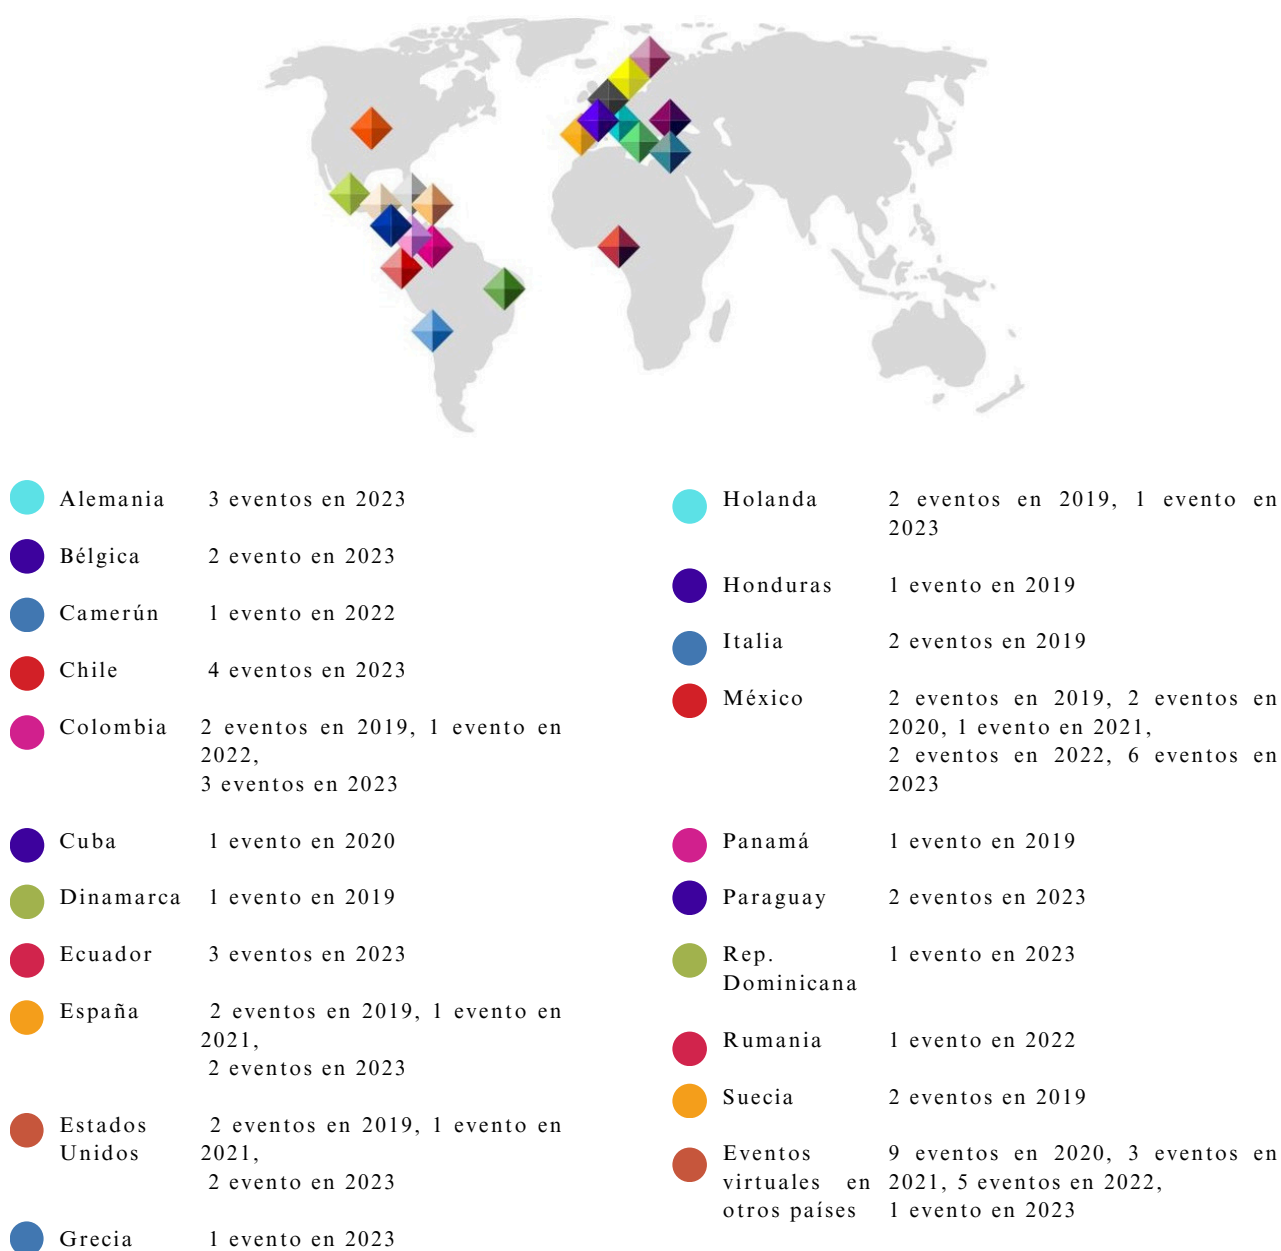 Alemania 3 eventos en 2023
Bélgica 2 evento en 2023
Camerún 1 evento en 2022
Chile 4 eventos en 2023
Colombia 2 eventos en 2019, 1 evento en
2022,
3 eventos en 2023
Cuba 1 evento en 2020
Dinamarca 1 evento en 2019
Ecuador 3 eventos en 2023
España 2 eventos en 2019, 1 evento en
2021,
2 eventos en 2023
Estados 2 eventos en 2019, 1 evento en
Unidos 2021,
2 evento en 2023
Grecia 1 evento en 2023
Holanda 2 eventos en 2019, 1 evento en
2023
Honduras 1 evento en 2019
Italia 2 eventos en 2019
México 2 eventos en 2019, 2 eventos en
2020, 1 evento en 2021,
2 eventos en 2022, 6 eventos en
2023
Panamá 1 evento en 2019
Paraguay 2 eventos en 2023
Rep. 1 evento en 2023
Dominicana
Rumania 1 evento en 2022
Suecia 2 eventos en 2019
Eventos 9 eventos en 2020, 3 eventos en
virtuales en 2021, 5 eventos en 2022,
otros países 1 evento en 2023